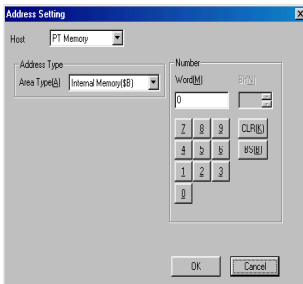 Address Setting
Host PT Memory
Address Type
Area Type(A) Internal Memory($B)
Number
Word(M) Bit(N)
0
7 8 9 CLR(K)
4 5 6 BS(B)
1 2 3
0
OK Cancel